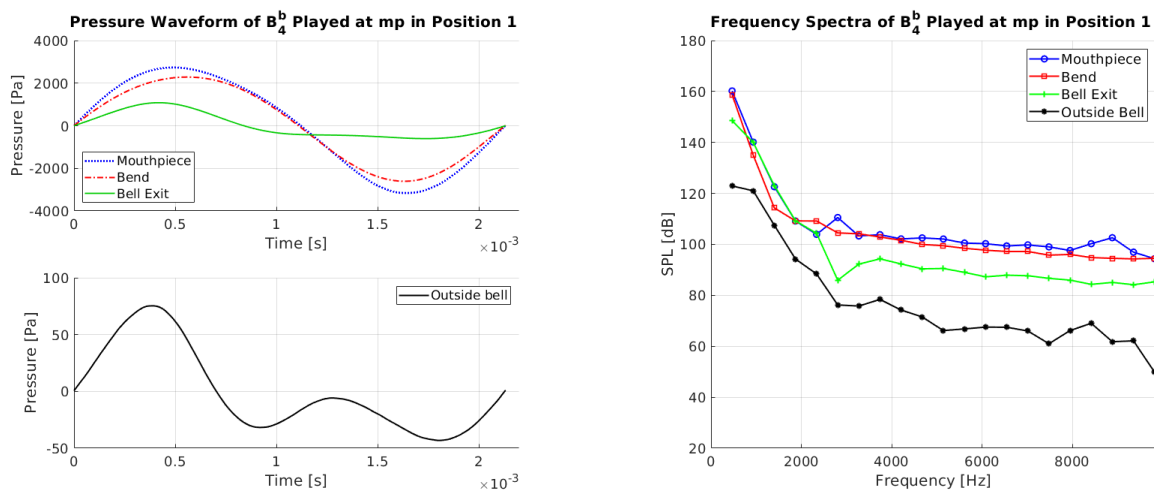 Pressure Waveform of B₄ᵇ Played at mp in Position 1
4000
2000
0
-2000
-4000
Pressure [Pa]
Mouthpiece
Bend
Bell Exit
0
0.5
1
1.5
2
×10⁻³
Time [s]
100
50
0
-50
Pressure [Pa]
Outside bell
0
0.5
1
1.5
2
×10⁻³
Time [s]
Frequency Spectra of B₄ᵇ Played at mp in Position 1
180
160
140
120
100
80
60
40
20
SPL [dB]
Mouthpiece
Bend
Bell Exit
Outside Bell
0
2000
4000
6000
8000
Frequency [Hz]